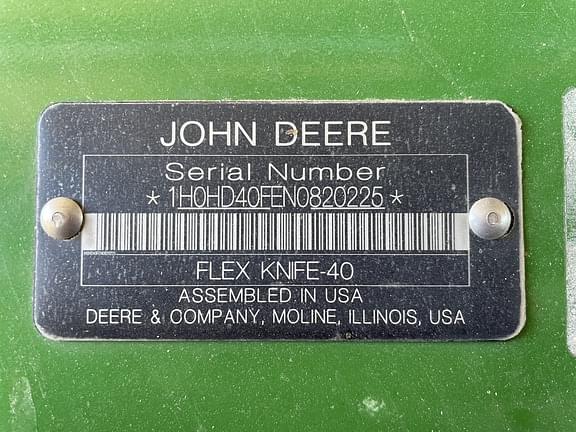 JOHN DEERE
Serial Number
*1H0HD40FEN0820225*
FLEX KNIFE-40
ASSEMBLED IN USA
DEERE & COMPANY, MOLINE, ILLINOIS, USA